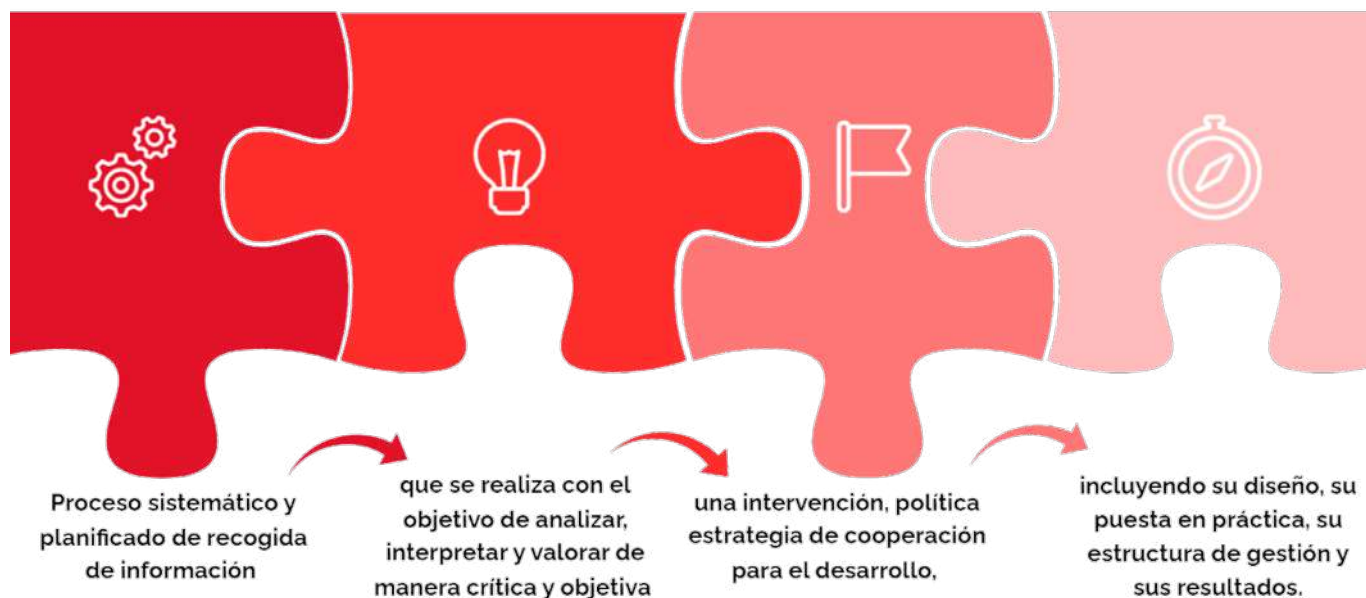 Proceso sistemático y
planificado de recogida
de información
que se realiza con el
objetivo de analizar,
interpretar y valorar de
manera crítica y objetiva
una intervención, política
estrategia de cooperación
para el desarrollo,
incluyendo su diseño, su
puesta en práctica, su
estructura de gestión y
sus resultados.